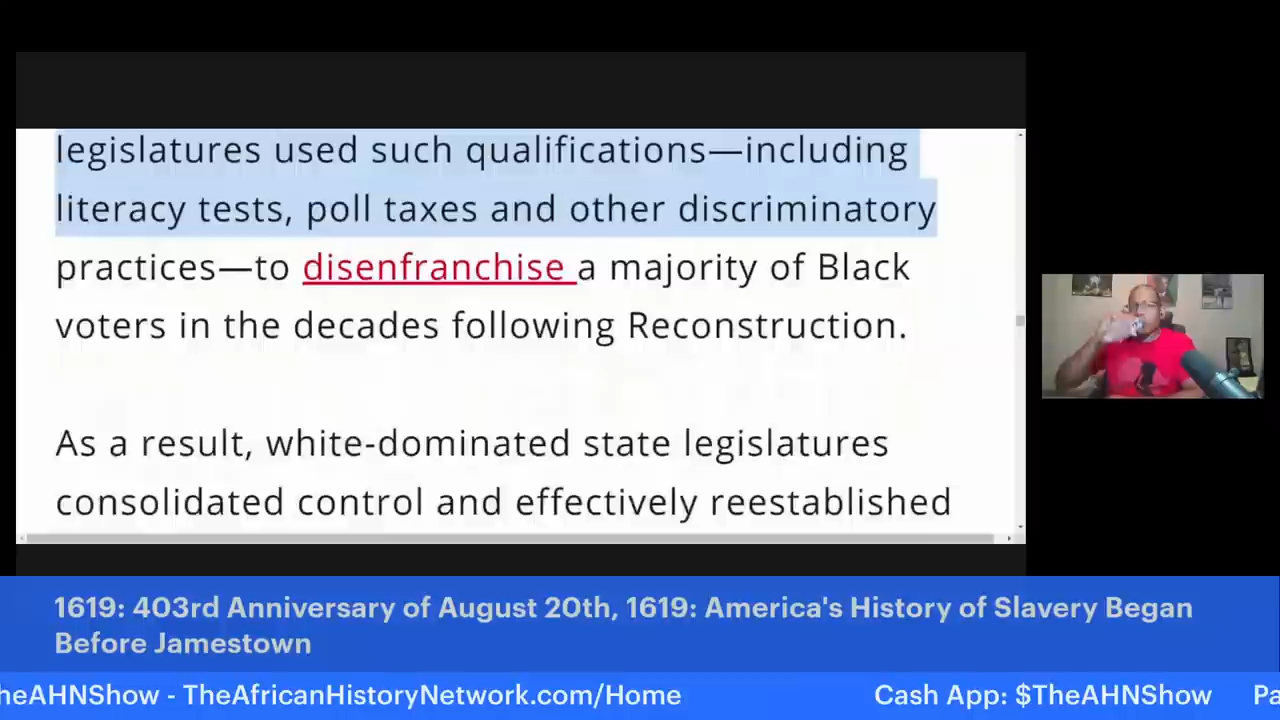 legislatures used such qualifications—including
literacy tests, poll taxes and other discriminatory
practices—to disenfranchise a majority of Black
voters in the decades following Reconstruction.
As a result, white-dominated state legislatures
consolidated control and effectively reestablished
1619: 403rd Anniversary of August 20th, 1619: America's History of Slavery Began
Before Jamestown
heAHNShow - TheAfricanHistoryNetwork.com/Home Cash App: $TheAHNShow Pa